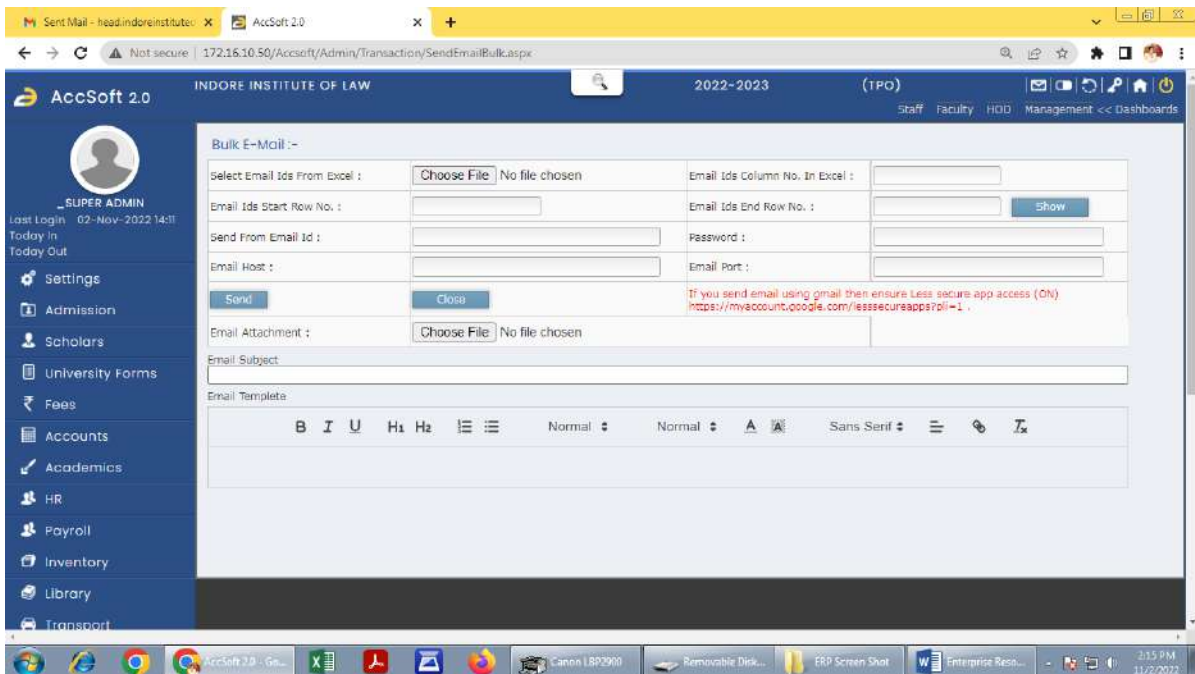 Sent Mail - head.indoreinstitute
AccSoft 2.0
Not secure 172.16.10.50/Accsoft/Admin/Transaction/SendEmailBulk.aspx
AccSoft 2.0
INDORE INSTITUTE OF LAW
2022-2023
(TPO)
Staff Faculty HOD Management << Dashboards
_SUPER ADMIN
Last Login 02-Nov-2022 14:11
Today In
Today Out
Settings
Admission
Scholars
University Forms
Fees
Accounts
Academics
HR
Payroll
Inventory
Library
Transport
Bulk E-Mail :-
Select Email Ids From Excel : Choose File No file chosen Email Ids Column No. In Excel :
Email Ids Start Row No. : Email Ids End Row No. : Show
Send From Email Id : Password :
Email Host : Email Port :
Send Close If you send email using gmail then ensure Less secure app access (ON)
https://myaccount.google.com/lesssecureapps?pli=1 .
Email Attachment : Choose File No file chosen
Email Subject
Email Templete
B I U H1 H2 Normal Normal A A Sans Serif Tx
AccSoft 2.0 - Go... Canon LBP2900 Removable Disk... ERP Screen Shot Enterprise Reso... 2:15 PM
11/2/2022